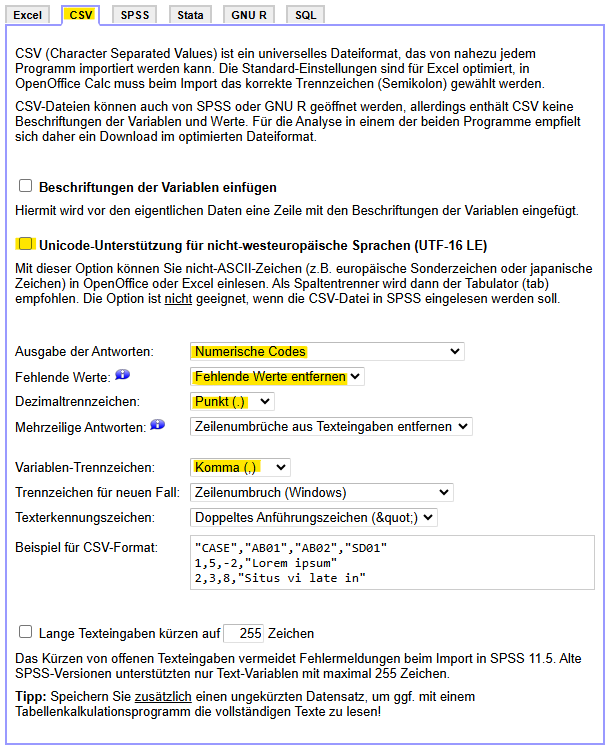 Excel CSV SPSS Stata GNU R SQL
CSV (Character Separated Values) ist ein universelles Dateiformat, das von nahezu jedem
Programm importiert werden kann. Die Standard-Einstellungen sind für Excel optimiert, in
OpenOffice Calc muss beim Import das korrekte Trennzeichen (Semikolon) gewählt werden.
CSV-Dateien können auch von SPSS oder GNU R geöffnet werden, allerdings enthält CSV keine
Beschriftungen der Variablen und Werte. Für die Analyse in einem der beiden Programme empfielt
sich daher ein Download im optimierten Dateiformat.
Beschriftungen der Variablen einfügen
Hiermit wird vor den eigentlichen Daten eine Zeile mit den Beschriftungen der Variablen eingefügt.
Unicode-Unterstützung für nicht-westeuropäische Sprachen (UTF-16 LE)
Mit dieser Option können Sie nicht-ASCII-Zeichen (z.B. europäische Sonderzeichen oder japanische
Zeichen) in OpenOffice oder Excel einlesen. Als Spaltentrenner wird dann der Tabulator (tab)
empfohlen. Die Option ist nicht geeignet, wenn die CSV-Datei in SPSS eingelesen werden soll.
Ausgabe der Antworten: Numerische Codes
Fehlende Werte: Fehlende Werte entfernen
Dezimaltrennzeichen: Punkt (.)
Mehrzeilige Antworten: Zeilenumbrüche aus Texteingaben entfernen
Variablen-Trennzeichen: Komma (,)
Trennzeichen für neuen Fall: Zeilenumbruch (Windows)
Texterkennungszeichen: Doppeltes Anführungszeichen (&quot;)
Beispiel für CSV-Format: "CASE","AB01","AB02","SD01"
1,5,-2,"Lorem ipsum"
2,3,8,"Situs vi late in"
Lange Texteingaben kürzen auf 255 Zeichen
Das Kürzen von offenen Texteingaben vermeidet Fehlermeldungen beim Import in SPSS 11.5. Alte
SPSS-Versionen unterstützten nur Text-Variablen mit maximal 255 Zeichen.
Tipp: Speichern Sie zusätzlich einen ungekürzten Datensatz, um ggf. mit einem
Tabellenkalkulationsprogramm die vollständigen Texte zu lesen!